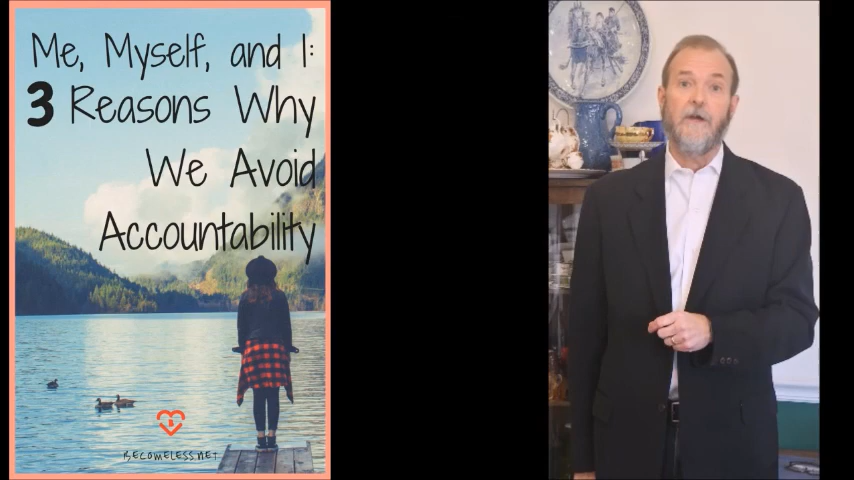 Me, Myself, and I:
3 Reasons Why
We Avoid
Accountability
BECOMELESS.NET